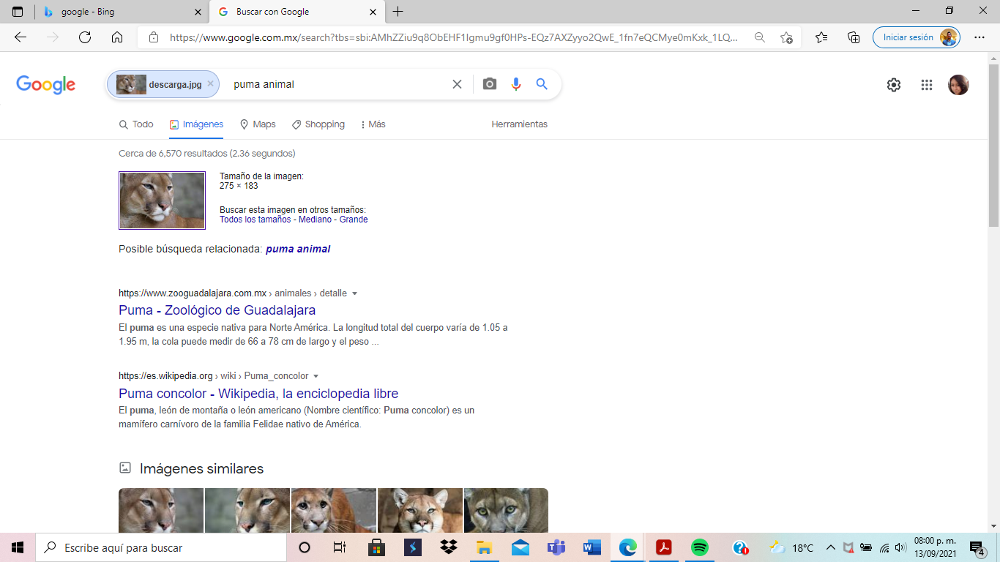 google - Bing
Buscar con Google
https://www.google.com.mx/search?tbs=sbi:AMhZZiu9q8ObEHF1lgmu9gf0HPs-EQz7AXZyyo2QwE_1fn7eQCMye0mKxk_1LQ...
Iniciar sesión
Google
descarga.jpg
puma animal
Todo
Imágenes
Maps
Shopping
Más
Herramientas
Cerca de 6,570 resultados (2.36 segundos)
Tamaño de la imagen:
275 × 183
Buscar esta imagen en otros tamaños:
Todos los tamaños - Mediano - Grande
Posible búsqueda relacionada: puma animal
https://www.zooguadalajara.com.mx › animales › detalle
Puma - Zoológico de Guadalajara
El puma es una especie nativa para Norte América. La longitud total del cuerpo varía de 1.05 a
1.95 m, la cola puede medir de 66 a 78 cm de largo y el peso ...
https://es.wikipedia.org › wiki › Puma_concolor
Puma concolor - Wikipedia, la enciclopedia libre
El puma, león de montaña o león americano (Nombre científico: Puma concolor) es un
mamífero carnívoro de la familia Felidae nativo de América.
Imágenes similares
Escribe aquí para buscar
18°C
08:00 p. m.
13/09/2021
4